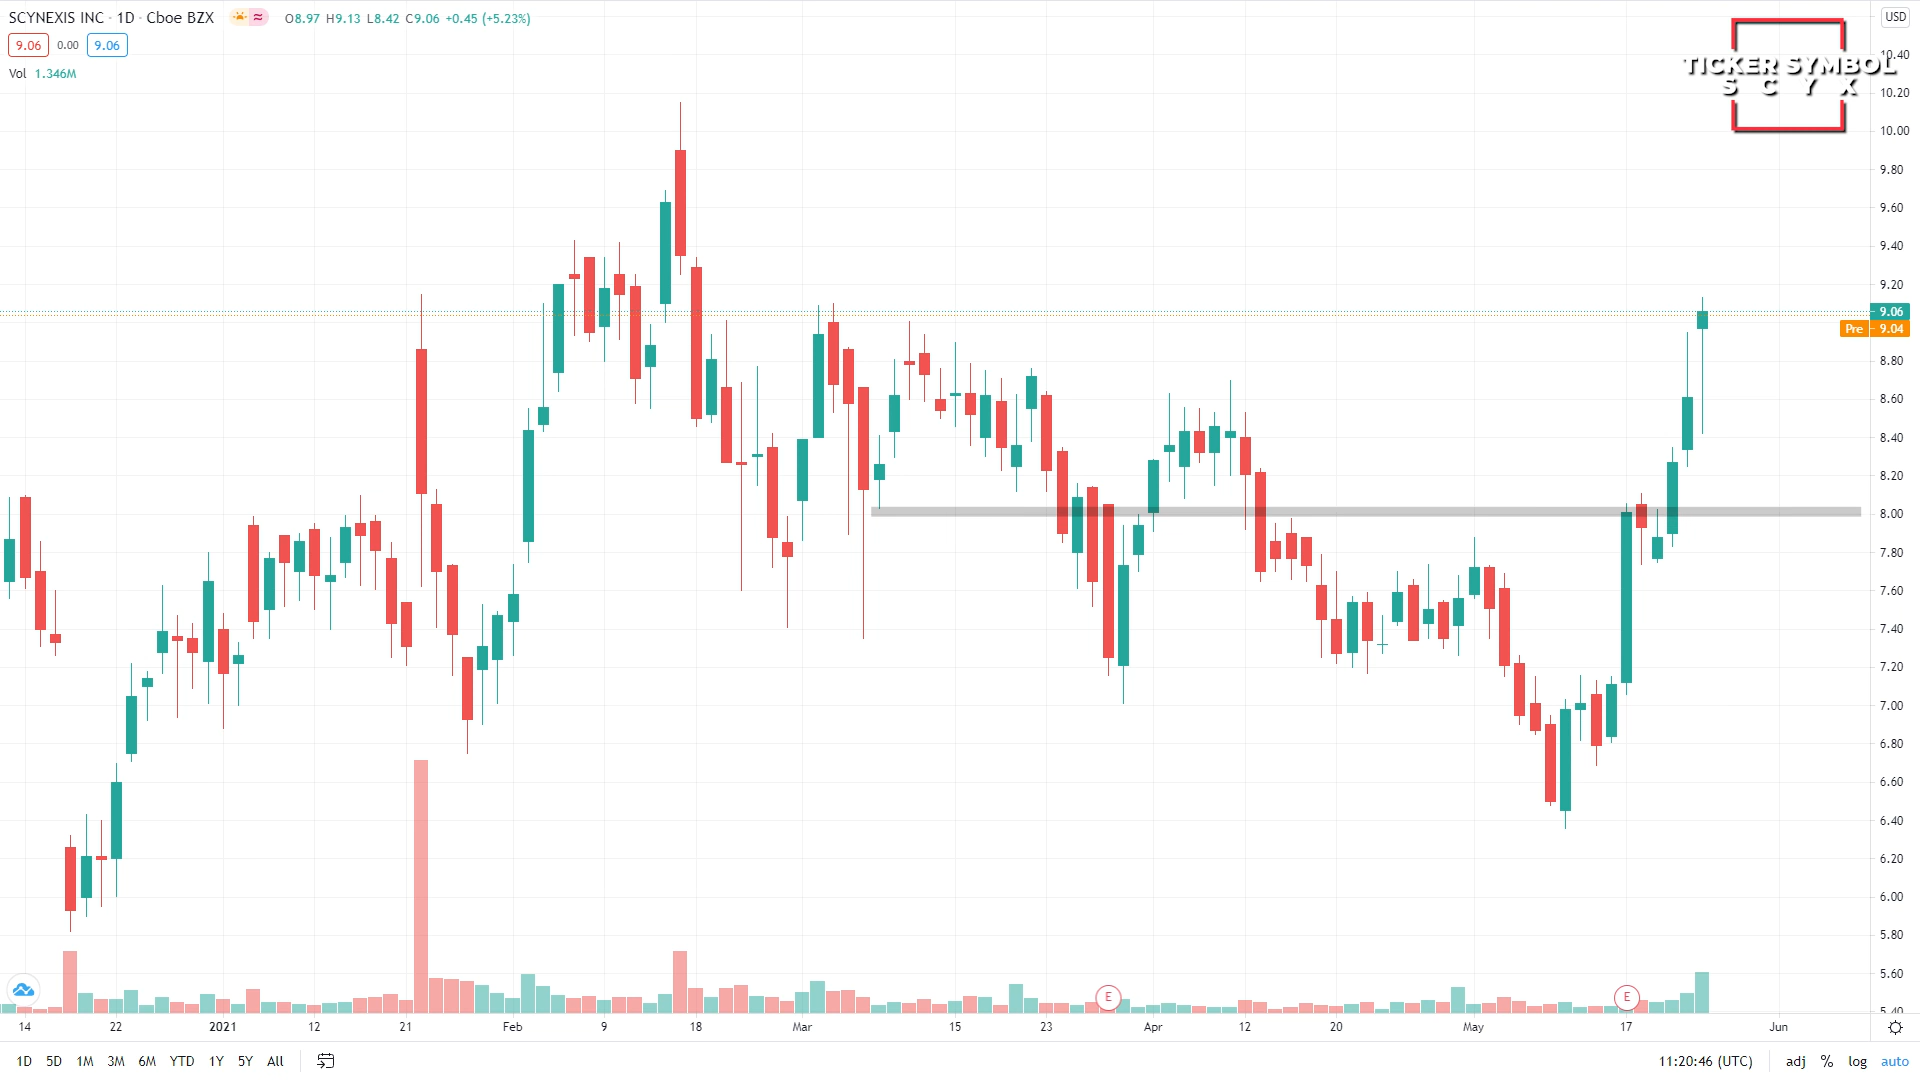 SCYNEXIS INC · 1D · Cboe BZX O8.97 H9.13 L8.42 C9.06 +0.45 (+5.23%)
USD
9.06 0.00 9.06
Vol 1.346M
TICKER SYMBOL
S C Y X
10.40
10.20
10.00
9.80
9.60
9.40
9.20
9.06
Pre 9.04
8.80
8.60
8.40
8.20
8.00
7.80
7.60
7.40
7.20
7.00
6.80
6.60
6.40
6.20
6.00
5.80
5.60
5.40
E E
14 22 2021 12 21 Feb 9 18 Mar 15 23 Apr 12 20 May 17 Jun
1D 5D 1M 3M 6M YTD 1Y 5Y All 11:20:46 (UTC) adj % log auto